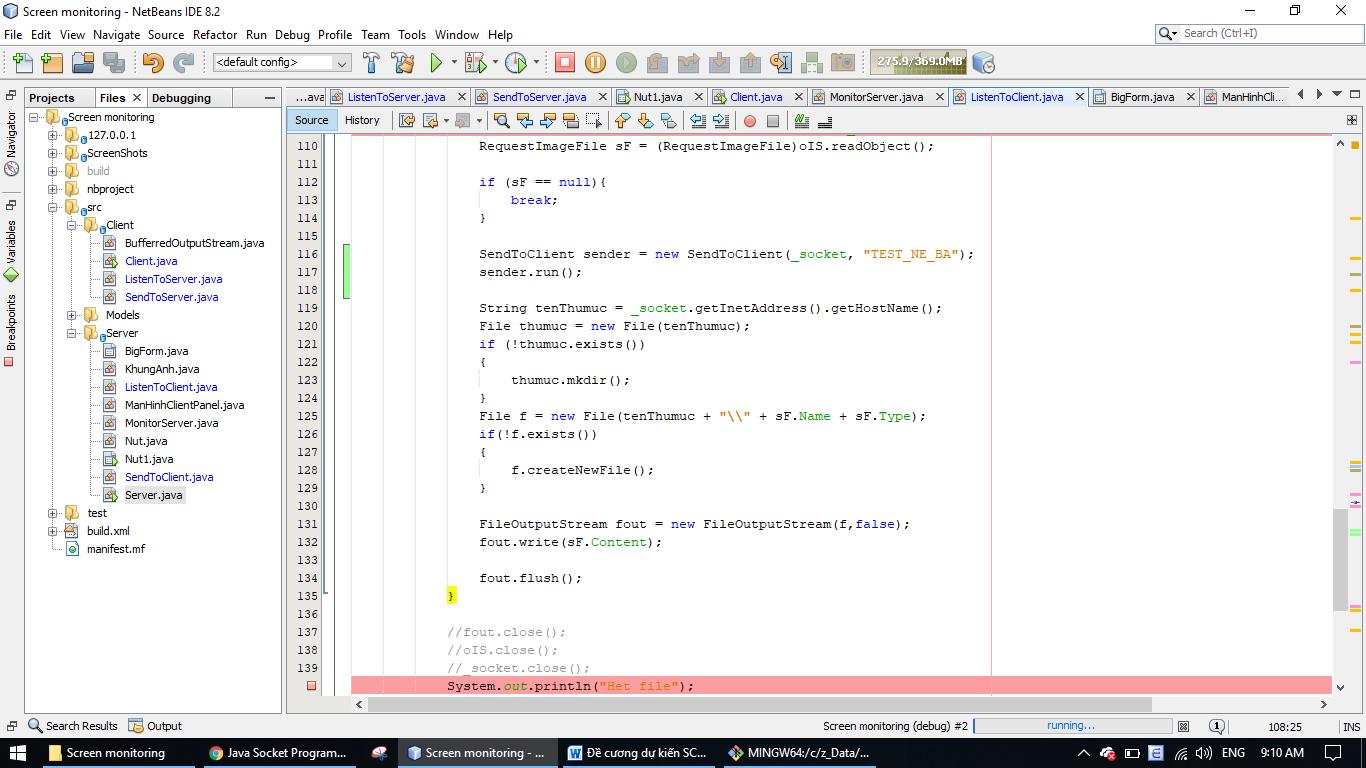 Screen monitoring - NetBeans IDE 8.2
File Edit View Navigate Source Refactor Run Debug Profile Team Tools Window Help
Search (Ctrl+I)
<default config>
275.9/369.0MB
Projects Files Debugging
...ava ListenToServer.java SendToServer.java Nut1.java Client.java MonitorServer.java ListenToClient.java BigForm.java ManHinhCli...
Source History
Navigator
Variables
Breakpoints
Screen monitoring
127.0.0.1
ScreenShots
build
nbproject
src
Client
BufferredOutputStream.java
Client.java
ListenToServer.java
SendToServer.java
Models
Server
BigForm.java
KhungAnh.java
ListenToClient.java
ManHinhClientPanel.java
MonitorServer.java
Nut.java
Nut1.java
SendToClient.java
Server.java
test
build.xml
manifest.mf
110 RequestImageFile sF = (RequestImageFile)oIS.readObject();
111
112 if (sF == null){
113 break;
114 }
115
116 SendToClient sender = new SendToClient(_socket, "TEST_NE_BA");
117 sender.run();
118
119 String tenThumuc = _socket.getInetAddress().getHostName();
120 File thumuc = new File(tenThumuc);
121 if (!thumuc.exists())
122 {
123 thumuc.mkdir();
124 }
125 File f = new File(tenThumuc + "\\" + sF.Name + sF.Type);
126 if(!f.exists())
127 {
128 f.createNewFile();
129 }
130
131 FileOutputStream fout = new FileOutputStream(f,false);
132 fout.write(sF.Content);
133
134 fout.flush();
135 }
136
137 //fout.close();
138 //oIS.close();
139 //_socket.close();
System.out.println("Het file");
Search Results Output
Screen monitoring (debug) #2 running... 1 108:25 INS
Screen monitoring Java Socket Program... Screen monitoring - ... Đề cương dự kiến SC... MINGW64:/c/z_Data/... ENG 9:10 AM